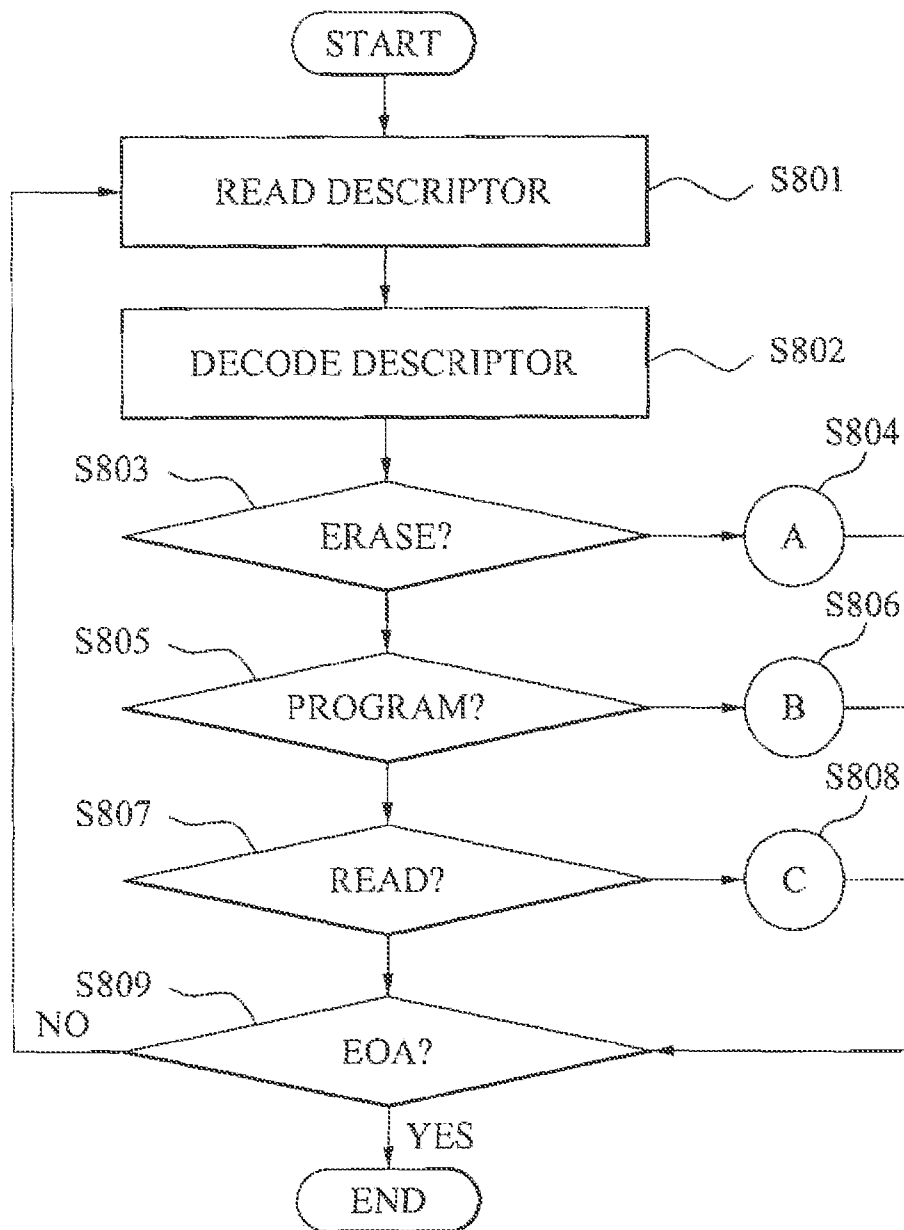 START
READ DESCRIPTOR
S801
DECODE DESCRIPTOR
S802
S803
ERASE?
S804
A
S805
PROGRAM?
S806
B
S807
READ?
S808
C
S809
NO
EOA?
YES
END